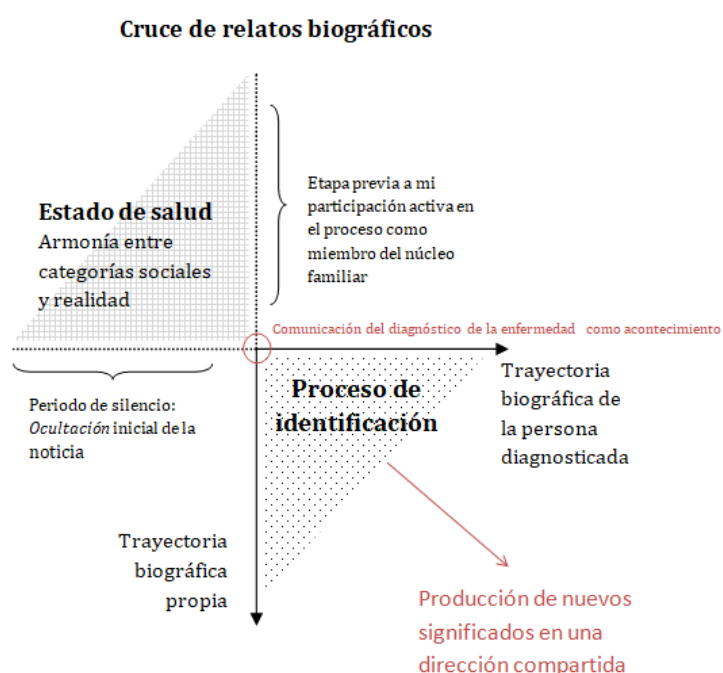 Cruce de relatos biográficos
Etapa previa a mi
participación activa en
el proceso como
miembro del núcleo
familiar
Estado de salud
Armonía entre
categorías sociales
y realidad
Comunicación del diagnóstico de la enfermedad como acontecimiento
Periodo de silencio:
Ocultación inicial de la
noticia
Proceso de
identificación
Trayectoria
biográfica de
la persona
diagnosticada
Trayectoria
biográfica
propia
Producción de nuevos
significados en una
dirección compartida